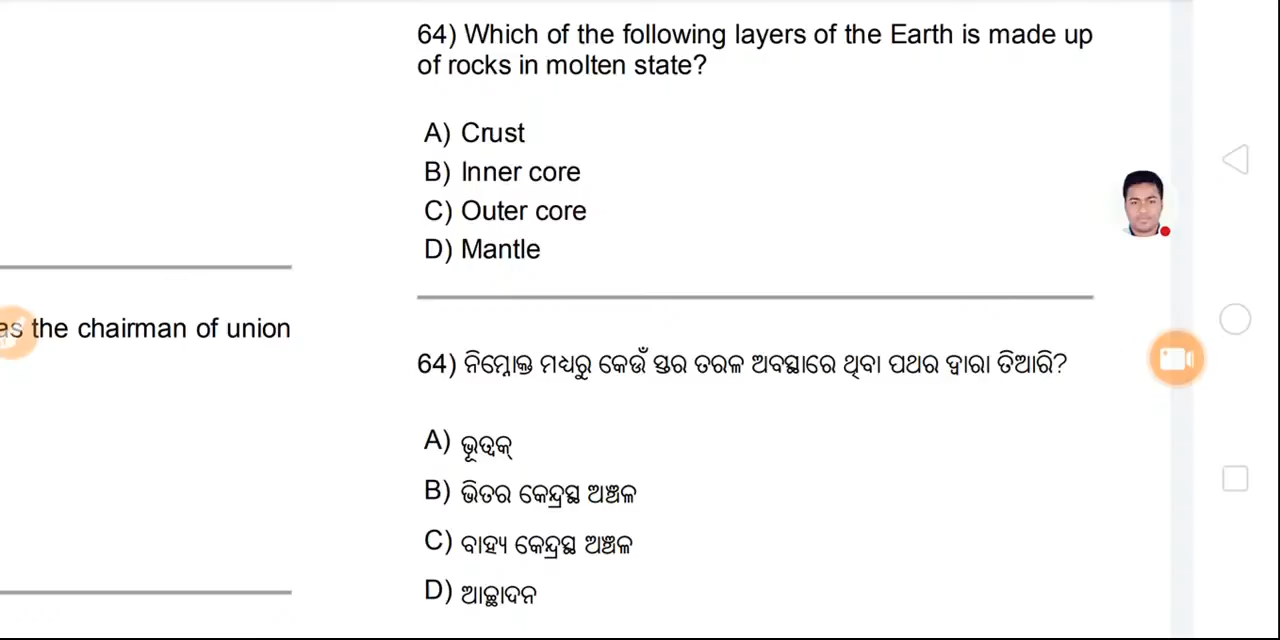 64) Which of the following layers of the Earth is made up
of rocks in molten state?
A) Crust
B) Inner core
C) Outer core
D) Mantle
as the chairman of union
64) ନିମ୍ନୋକ୍ତ ମଧ୍ୟରୁ କେଉଁ ସ୍ତର ତରଳ ଅବସ୍ଥାରେ ଥିବା ପଥର ଦ୍ୱାରା ତିଆରି?
A) ଭୂତ୍ଵକ୍
B) ଭିତର କେନ୍ଦ୍ରସ୍ଥ ଅଞ୍ଚଳ
C) ବାହ୍ୟ କେନ୍ଦ୍ରସ୍ଥ ଅଞ୍ଚଳ
D) ଆଚ୍ଛାଦନ